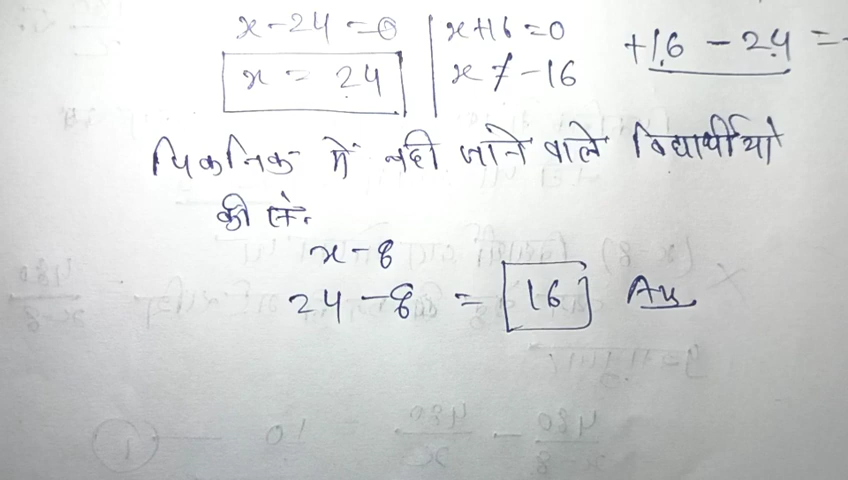 x-24=0 | x+16=0 +16-24=-
x = 24 | x≠-16
पिकनिक में नही जाने वाले विद्यार्थीयो
की सं.
x-8
24-8 = 16 Ans